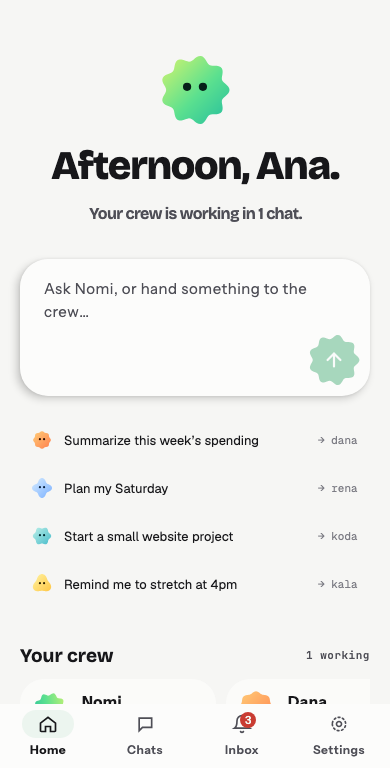 Afternoon, Ana.
Your crew is working in 1 chat.
Ask Nomi, or hand something to the
crew…
Summarize this week’s spending → dana
Plan my Saturday → rena
Start a small website project → koda
Remind me to stretch at 4pm → kala
Your crew 1 working
Nomi Dana
3
Home Chats Inbox Settings